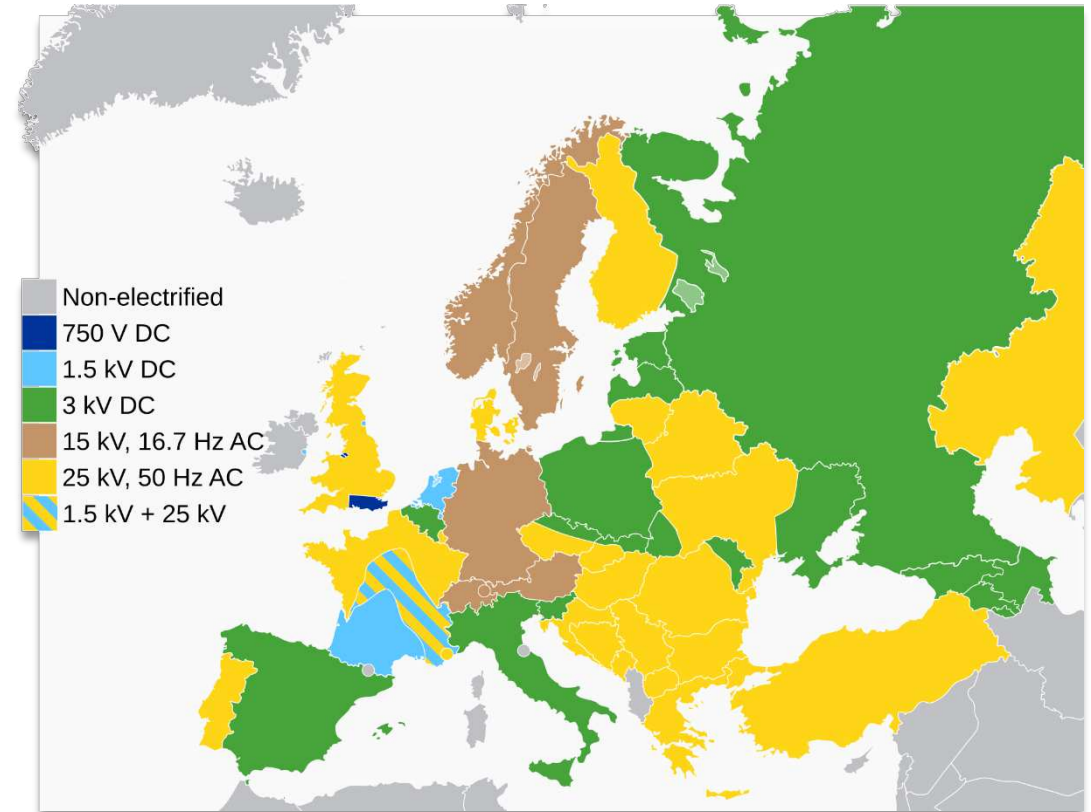 Non-electrified
750 V DC
1.5 kV DC
3 kV DC
15 kV, 16.7 Hz AC
25 kV, 50 Hz AC
1.5 kV + 25 kV